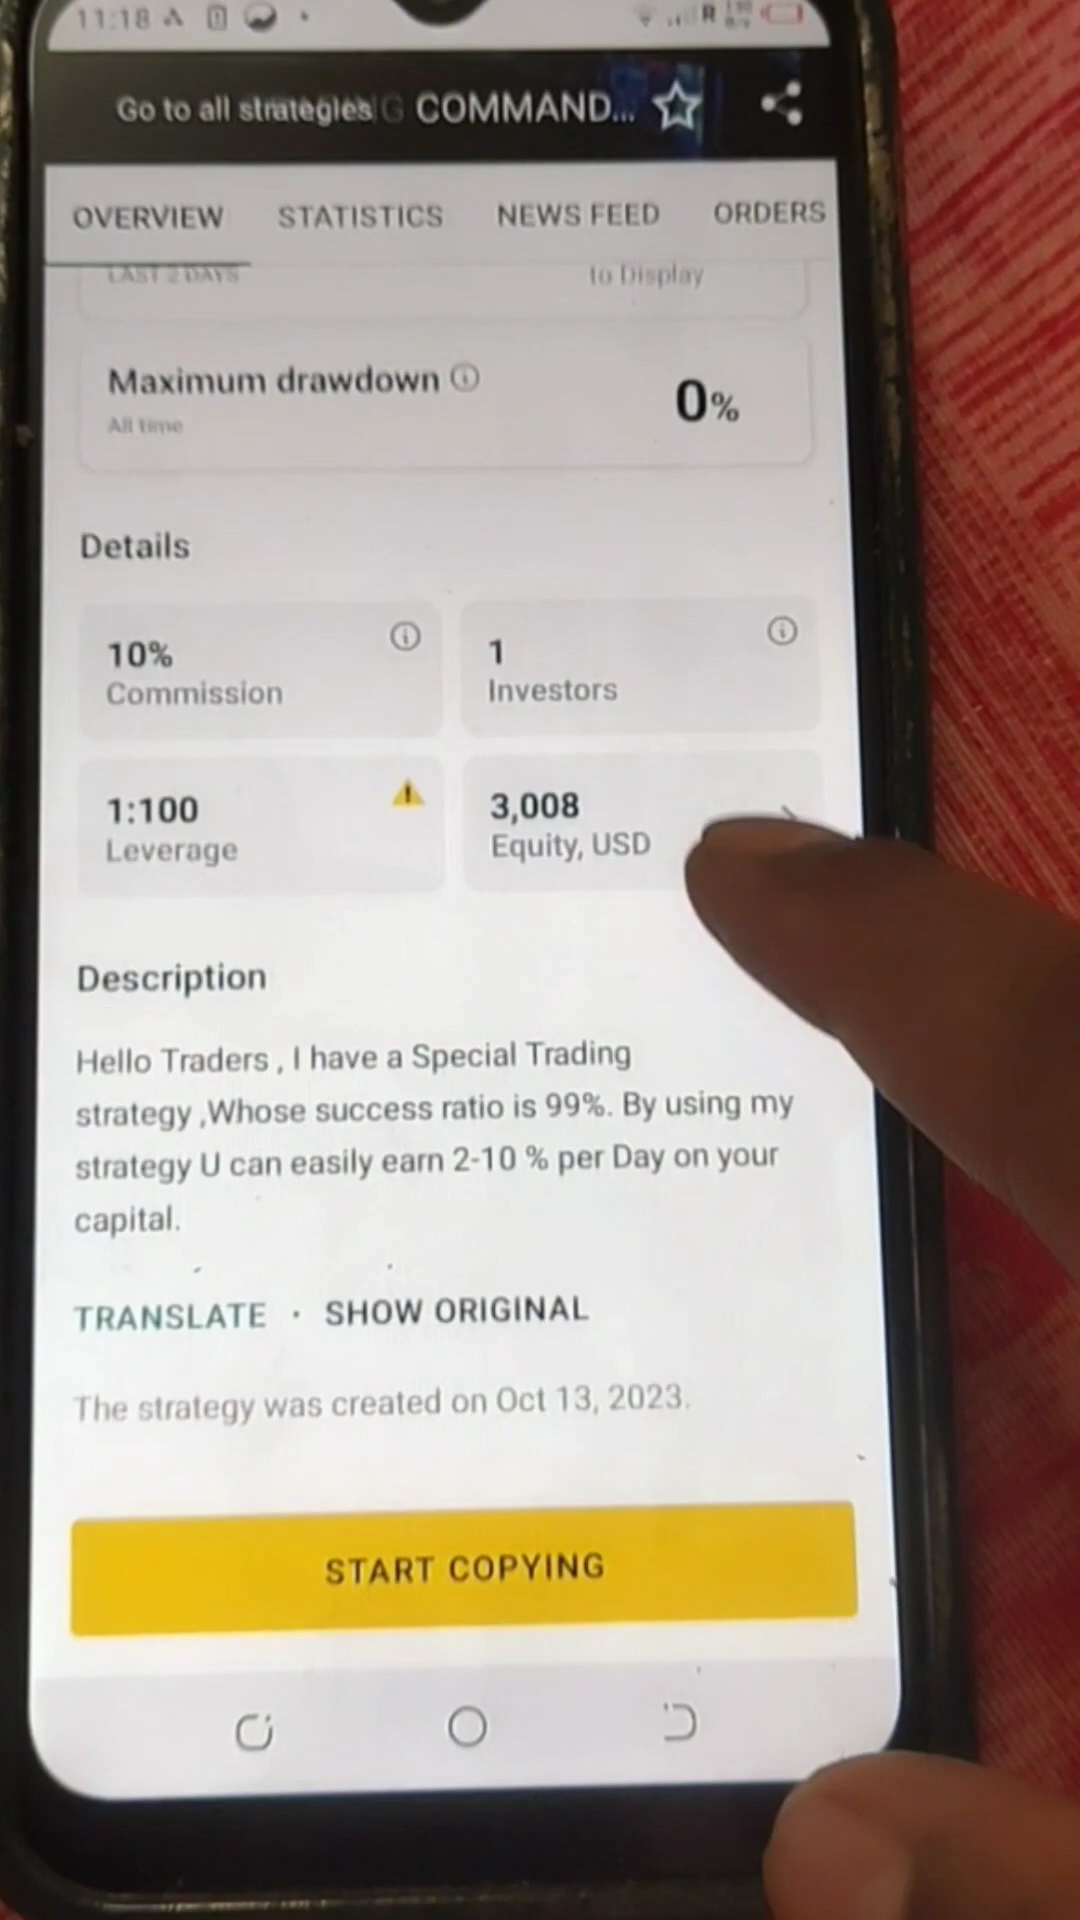 11:18
R
Go to all strategies G COMMAND...
OVERVIEW STATISTICS NEWS FEED ORDERS
LAST 2 DAYS to Display
Maximum drawdown
All time
0%
Details
10%
Commission
1
Investors
1:100
Leverage
3,008
Equity, USD
Description
Hello Traders , I have a Special Trading
strategy ,Whose success ratio is 99%. By using my
strategy U can easily earn 2-10 % per Day on your
capital.
TRANSLATE · SHOW ORIGINAL
The strategy was created on Oct 13, 2023.
START COPYING